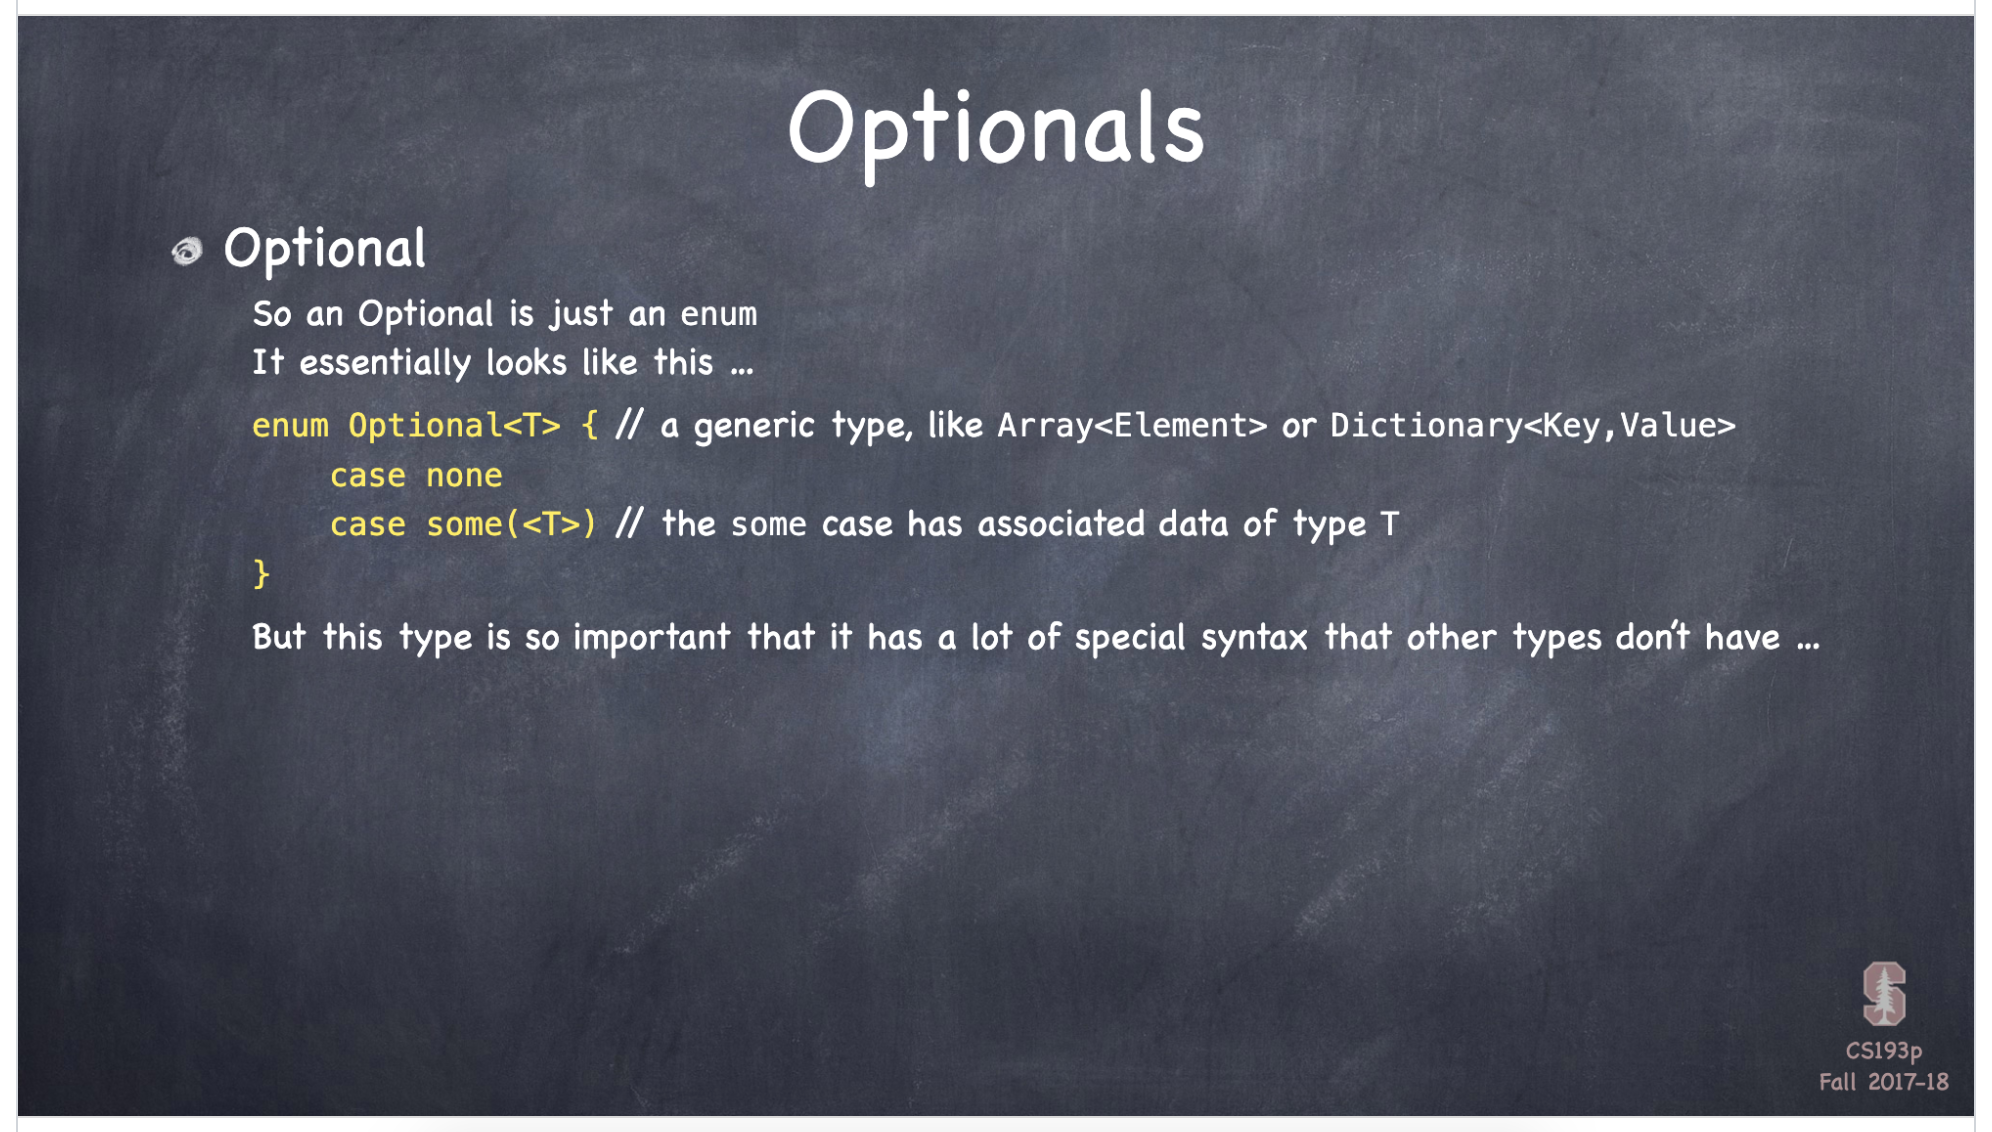 Optionals
Optional
So an Optional is just an enum
It essentially looks like this ...
enum Optional<T> { // a generic type, like Array<Element> or Dictionary<Key,Value>
case none
case some(<T>) // the some case has associated data of type T
}
But this type is so important that it has a lot of special syntax that other types don't have ...
S
CS193p
Fall 2017-18